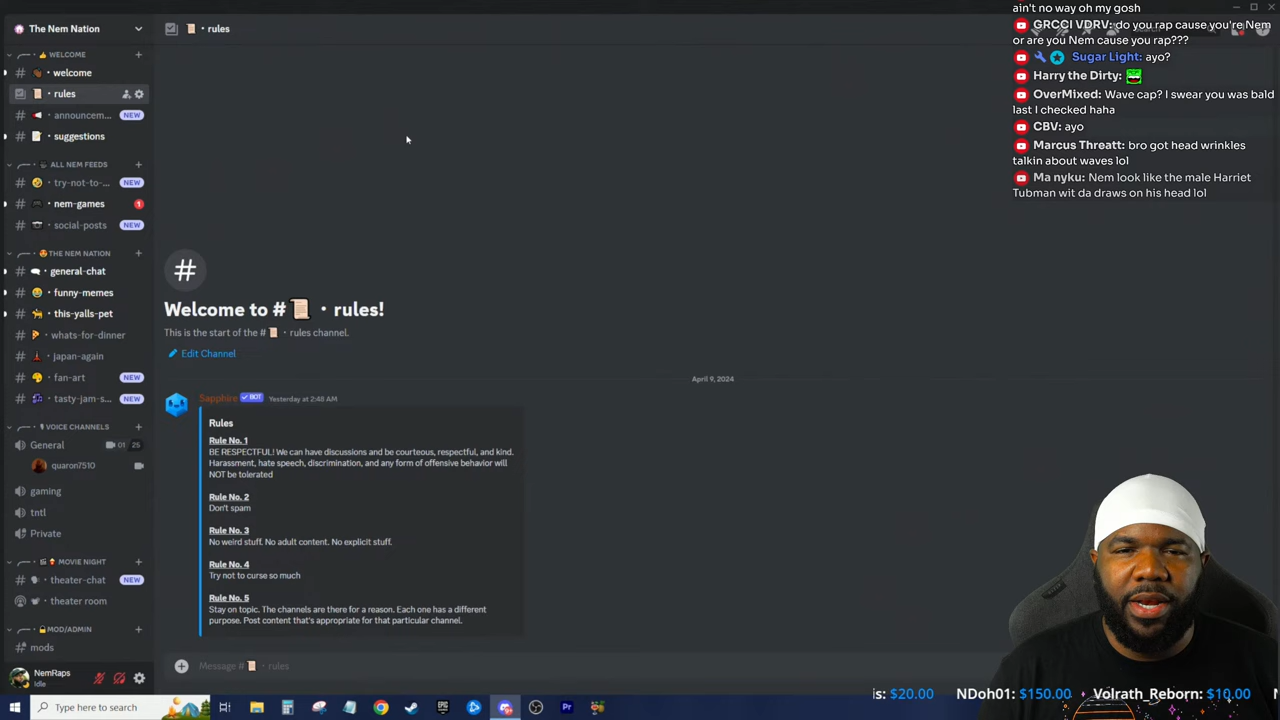 The Nem Nation
WELCOME
welcome
rules
announcem...
NEW
suggestions
ALL NEM FEEDS
try-not-to-...
NEW
nem-games
1
social-posts
NEW
THE NEM NATION
general-chat
funny-memes
this-yalls-pet
whats-for-dinner
japan-again
fan-art
NEW
tasty-jam-s...
NEW
VOICE CHANNELS
General
01 25
quaron7510
gaming
tntl
Private
MOVIE NIGHT
theater-chat
NEW
theater room
MOD/ADMIN
mods
NemRaps
Idle
rules
#
Welcome to # • rules!
This is the start of the # • rules channel.
Edit Channel
April 9, 2024
Sapphire BOT Yesterday at 2:48 AM
Rules
Rule No. 1
BE RESPECTFUL! We can have discussions and be courteous, respectful, and kind.
Harassment, hate speech, discrimination, and any form of offensive behavior will
NOT be tolerated
Rule No. 2
Don't spam
Rule No. 3
No weird stuff. No adult content. No explicit stuff.
Rule No. 4
Try not to curse so much
Rule No. 5
Stay on topic. The channels are there for a reason. Each one has a different
purpose. Post content that's appropriate for that particular channel.
Message # • rules
ain't no way oh my gosh
GRCCI VDRV: do you rap cause you're Nem
or are you Nem cause you rap???
Sugar Light: ayo?
Harry the Dirty:
OverMixed: Wave cap? I swear you was bald
last I checked haha
CBV: ayo
Marcus Threatt: bro got head wrinkles
talkin about waves lol
Ma nyku: Nem look like the male Harriet
Tubman wit da draws on his head lol
is: $20.00 NDoh01: $150.00 Volrath_Reborn: $10.00 N
Type here to search